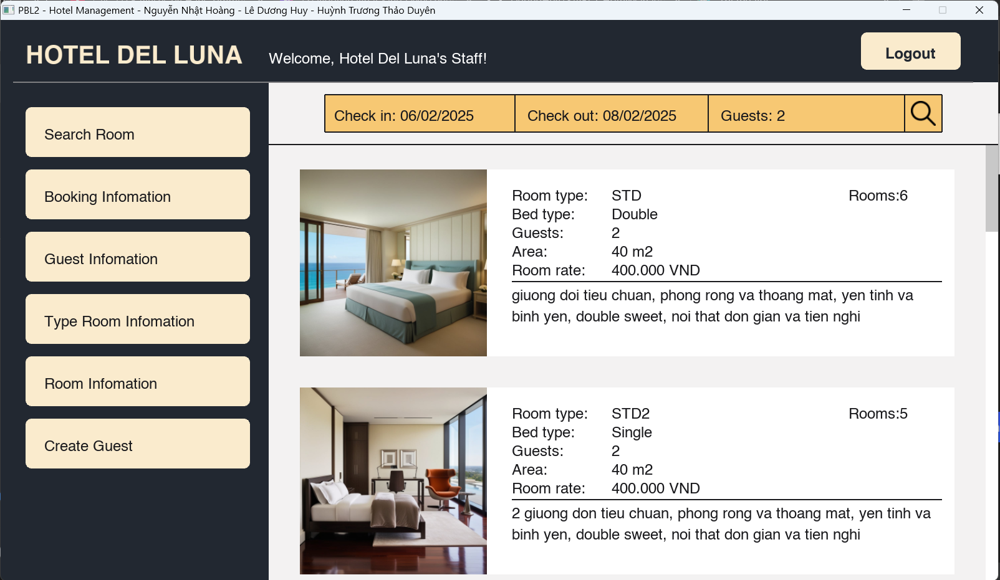 PBL2 - Hotel Management - Nguyễn Nhật Hoàng - Lê Dương Huy - Huỳnh Trương Thảo Duyên
HOTEL DEL LUNA
Welcome, Hotel Del Luna's Staff!
Logout
Search Room
Booking Infomation
Guest Infomation
Type Room Infomation
Room Infomation
Create Guest
Check in: 06/02/2025
Check out: 08/02/2025
Guests: 2
Room type: STD
Rooms:6
Bed type: Double
Guests: 2
Area: 40 m2
Room rate: 400.000 VND
giuong doi tieu chuan, phong rong va thoang mat, yen tinh va
binh yen, double sweet, noi that don gian va tien nghi
Room type: STD2
Rooms:5
Bed type: Single
Guests: 2
Area: 40 m2
Room rate: 400.000 VND
2 giuong don tieu chuan, phong rong va thoang mat, yen tinh va
binh yen, double sweet, noi that don gian va tien nghi